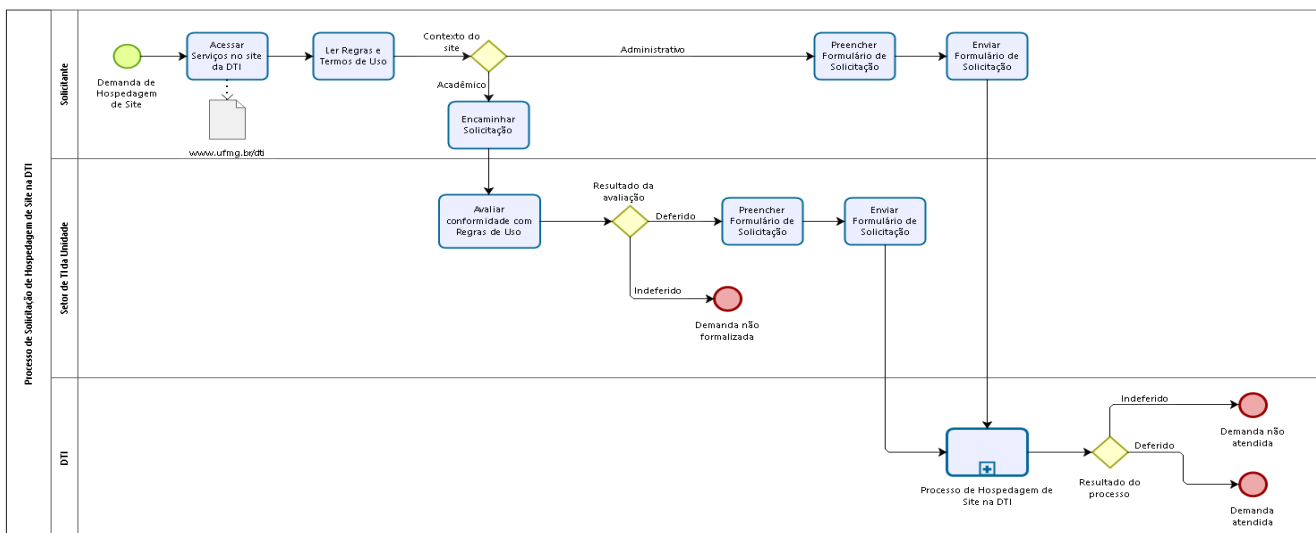 Processo de Solicitação de Hospedagem de Site na DTI
Solicitante
Demanda de
Hospedagem
de Site
Acessar
Serviços no site
da DTI
www.ufmg.br/dti
Ler Regras e
Termos de Uso
Contexto do
site
Administrativo
Acadêmico
Encaminhar
Solicitação
Preencher
Formulário de
Solicitação
Enviar
Formulário de
Solicitação
Setor de TI da Unidade
Avaliar
conformidade com
Regras de Uso
Resultado da
avaliação
Deferido
Indeferido
Preencher
Formulário de
Solicitação
Enviar
Formulário de
Solicitação
Demanda não
formalizada
DTI
Processo de Hospedagem de
Site na DTI
Resultado do
processo
Indeferido
Demanda não
atendida
Deferido
Demanda
atendida